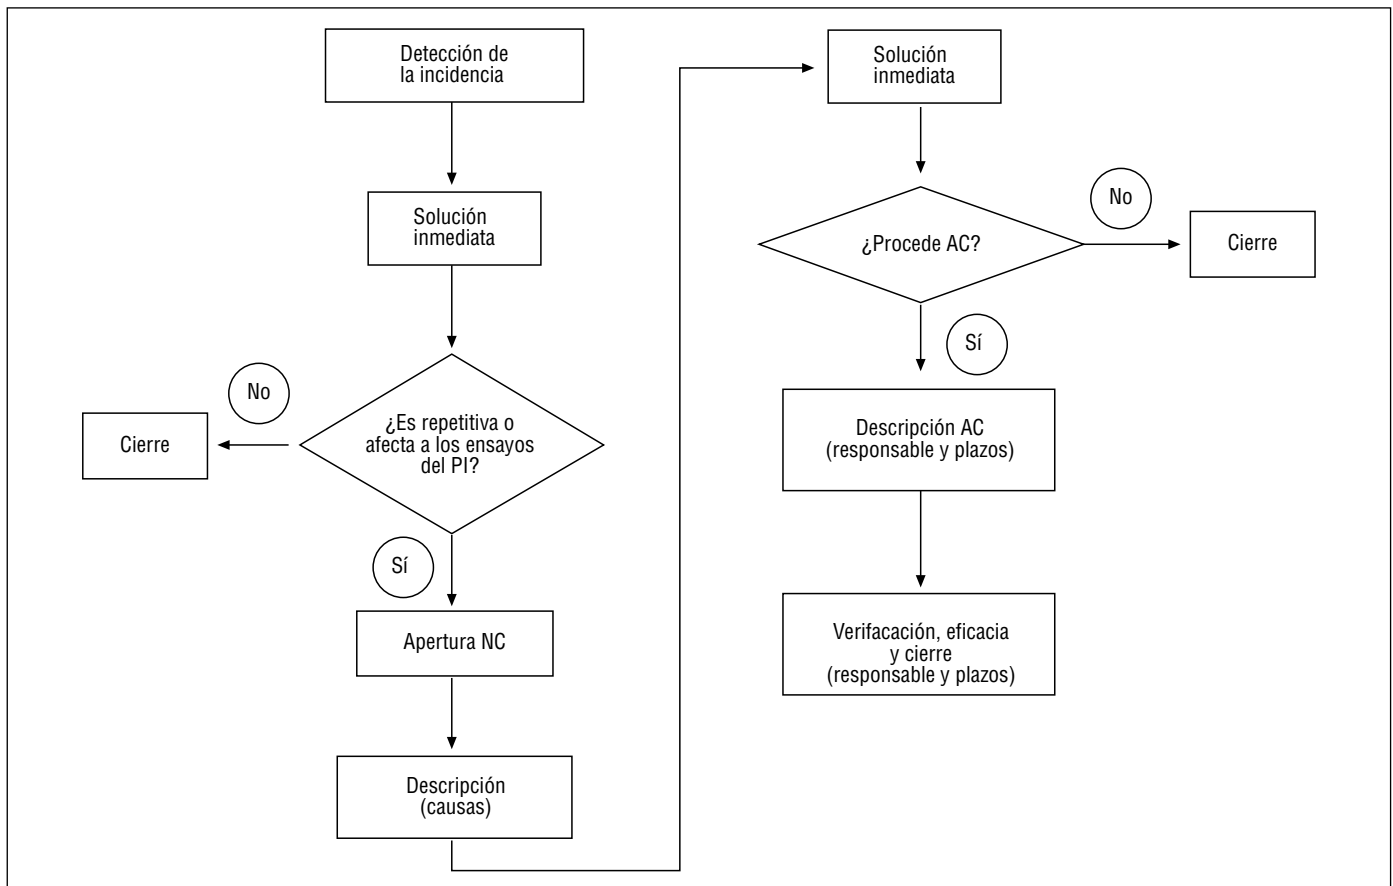 Detección de
la incidencia
Solución
inmediata
No
Cierre
¿Es repetitiva o
afecta a los ensayos
del PI?
Sí
Apertura NC
Descripción
(causas)
Solución
inmediata
¿Procede AC?
No
Cierre
Sí
Descripción AC
(responsable y plazos)
Verifacación, eficacia
y cierre
(responsable y plazos)